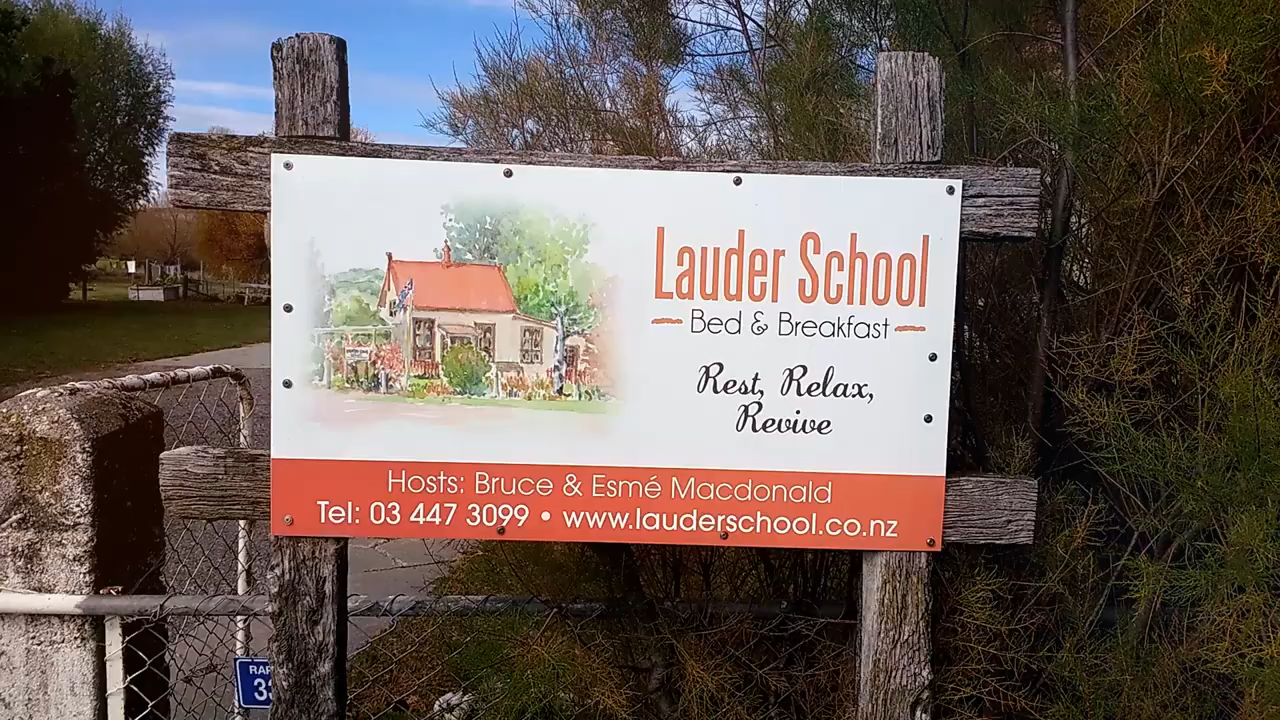 Lauder School
Bed & Breakfast
Rest, Relax,
Revive
Hosts: Bruce & Esmé Macdonald
Tel: 03 447 3099 • www.lauderschool.co.nz